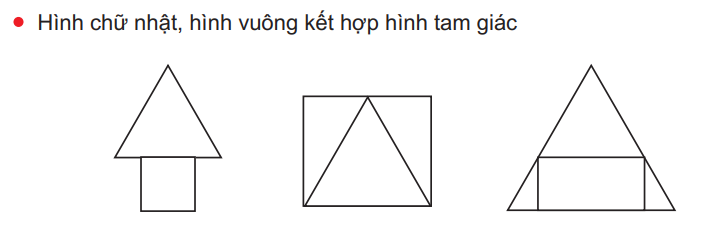 Hình chữ nhật, hình vuông kết hợp hình tam giác